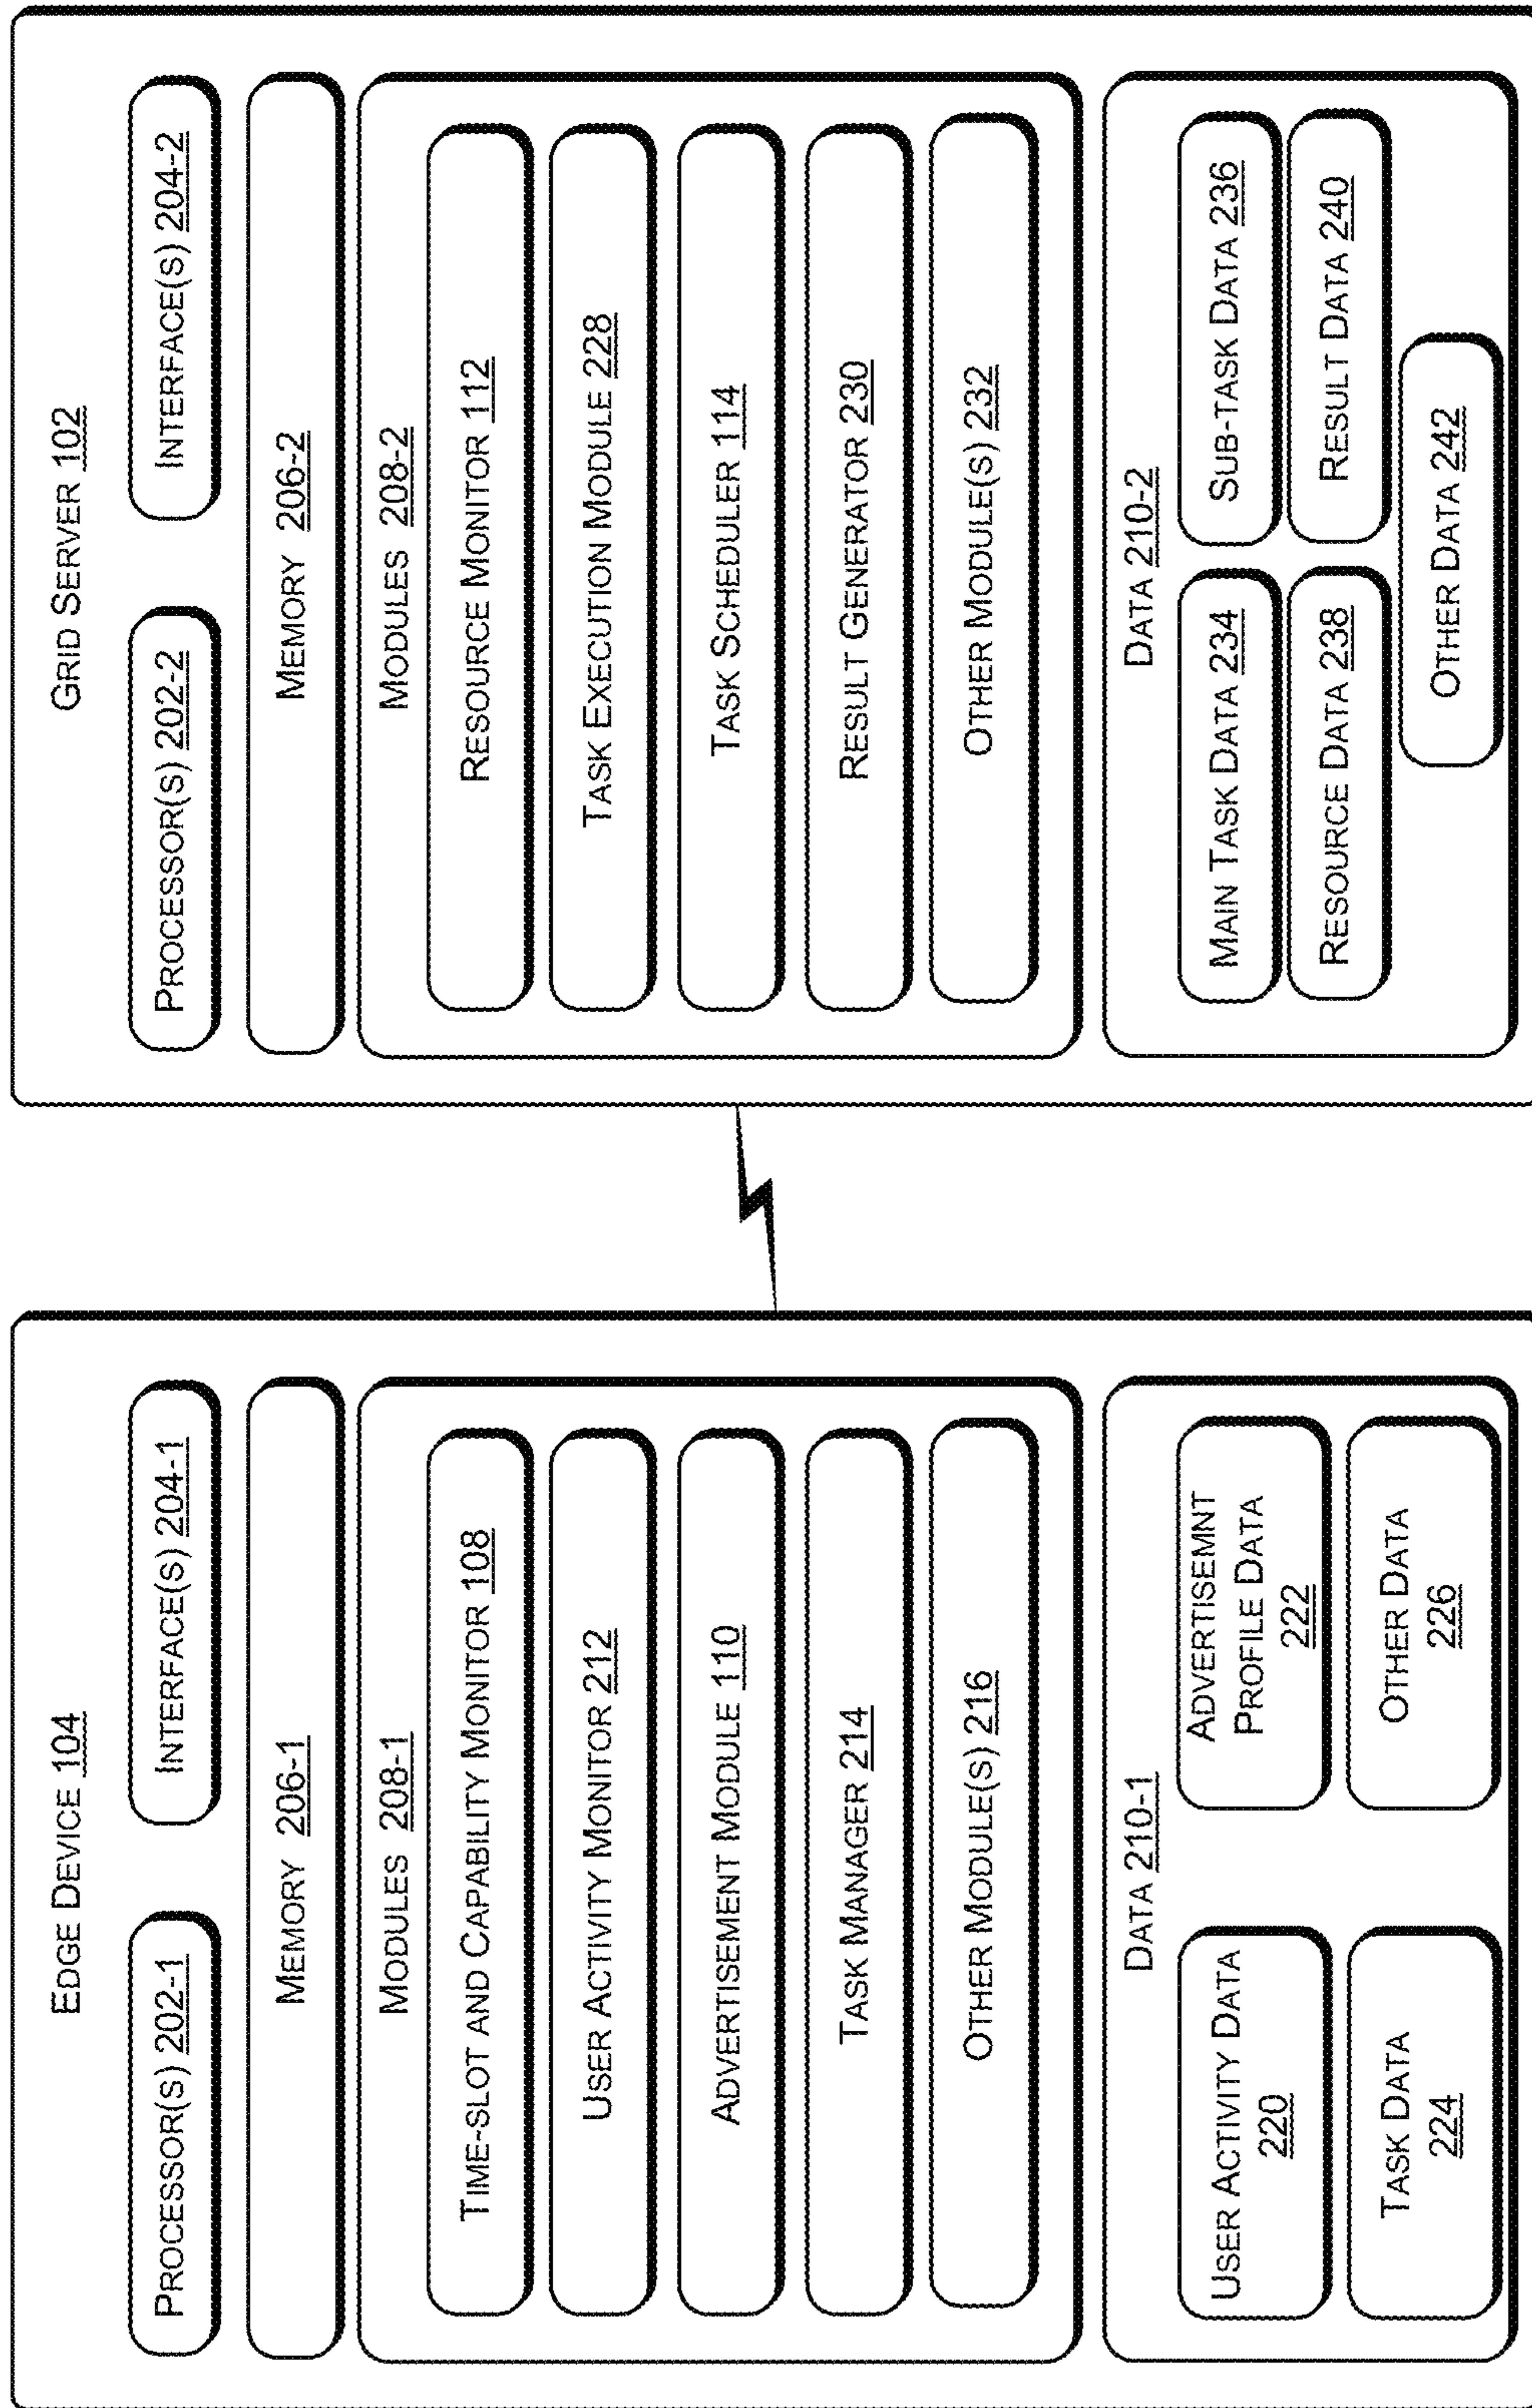 EDGE DEVICE 104
PROCESSOR(S) 202-1
INTERFACE(S) 204-1
MEMORY 206-1
MODULES 208-1
TIME-SLOT AND CAPABILITY MONITOR 108
USER ACTIVITY MONITOR 212
ADVERTISEMENT MODULE 110
TASK MANAGER 214
OTHER MODULE(S) 216
DATA 210-1
USER ACTIVITY DATA
220
ADVERTISEMNT
PROFILE DATA
222
TASK DATA
224
OTHER DATA
226
GRID SERVER 102
PROCESSOR(S) 202-2
INTERFACE(S) 204-2
MEMORY 206-2
MODULES 208-2
RESOURCE MONITOR 112
TASK EXECUTION MODULE 228
TASK SCHEDULER 114
RESULT GENERATOR 230
OTHER MODULE(S) 232
DATA 210-2
MAIN TASK DATA 234
SUB-TASK DATA 236
RESOURCE DATA 238
RESULT DATA 240
OTHER DATA 242